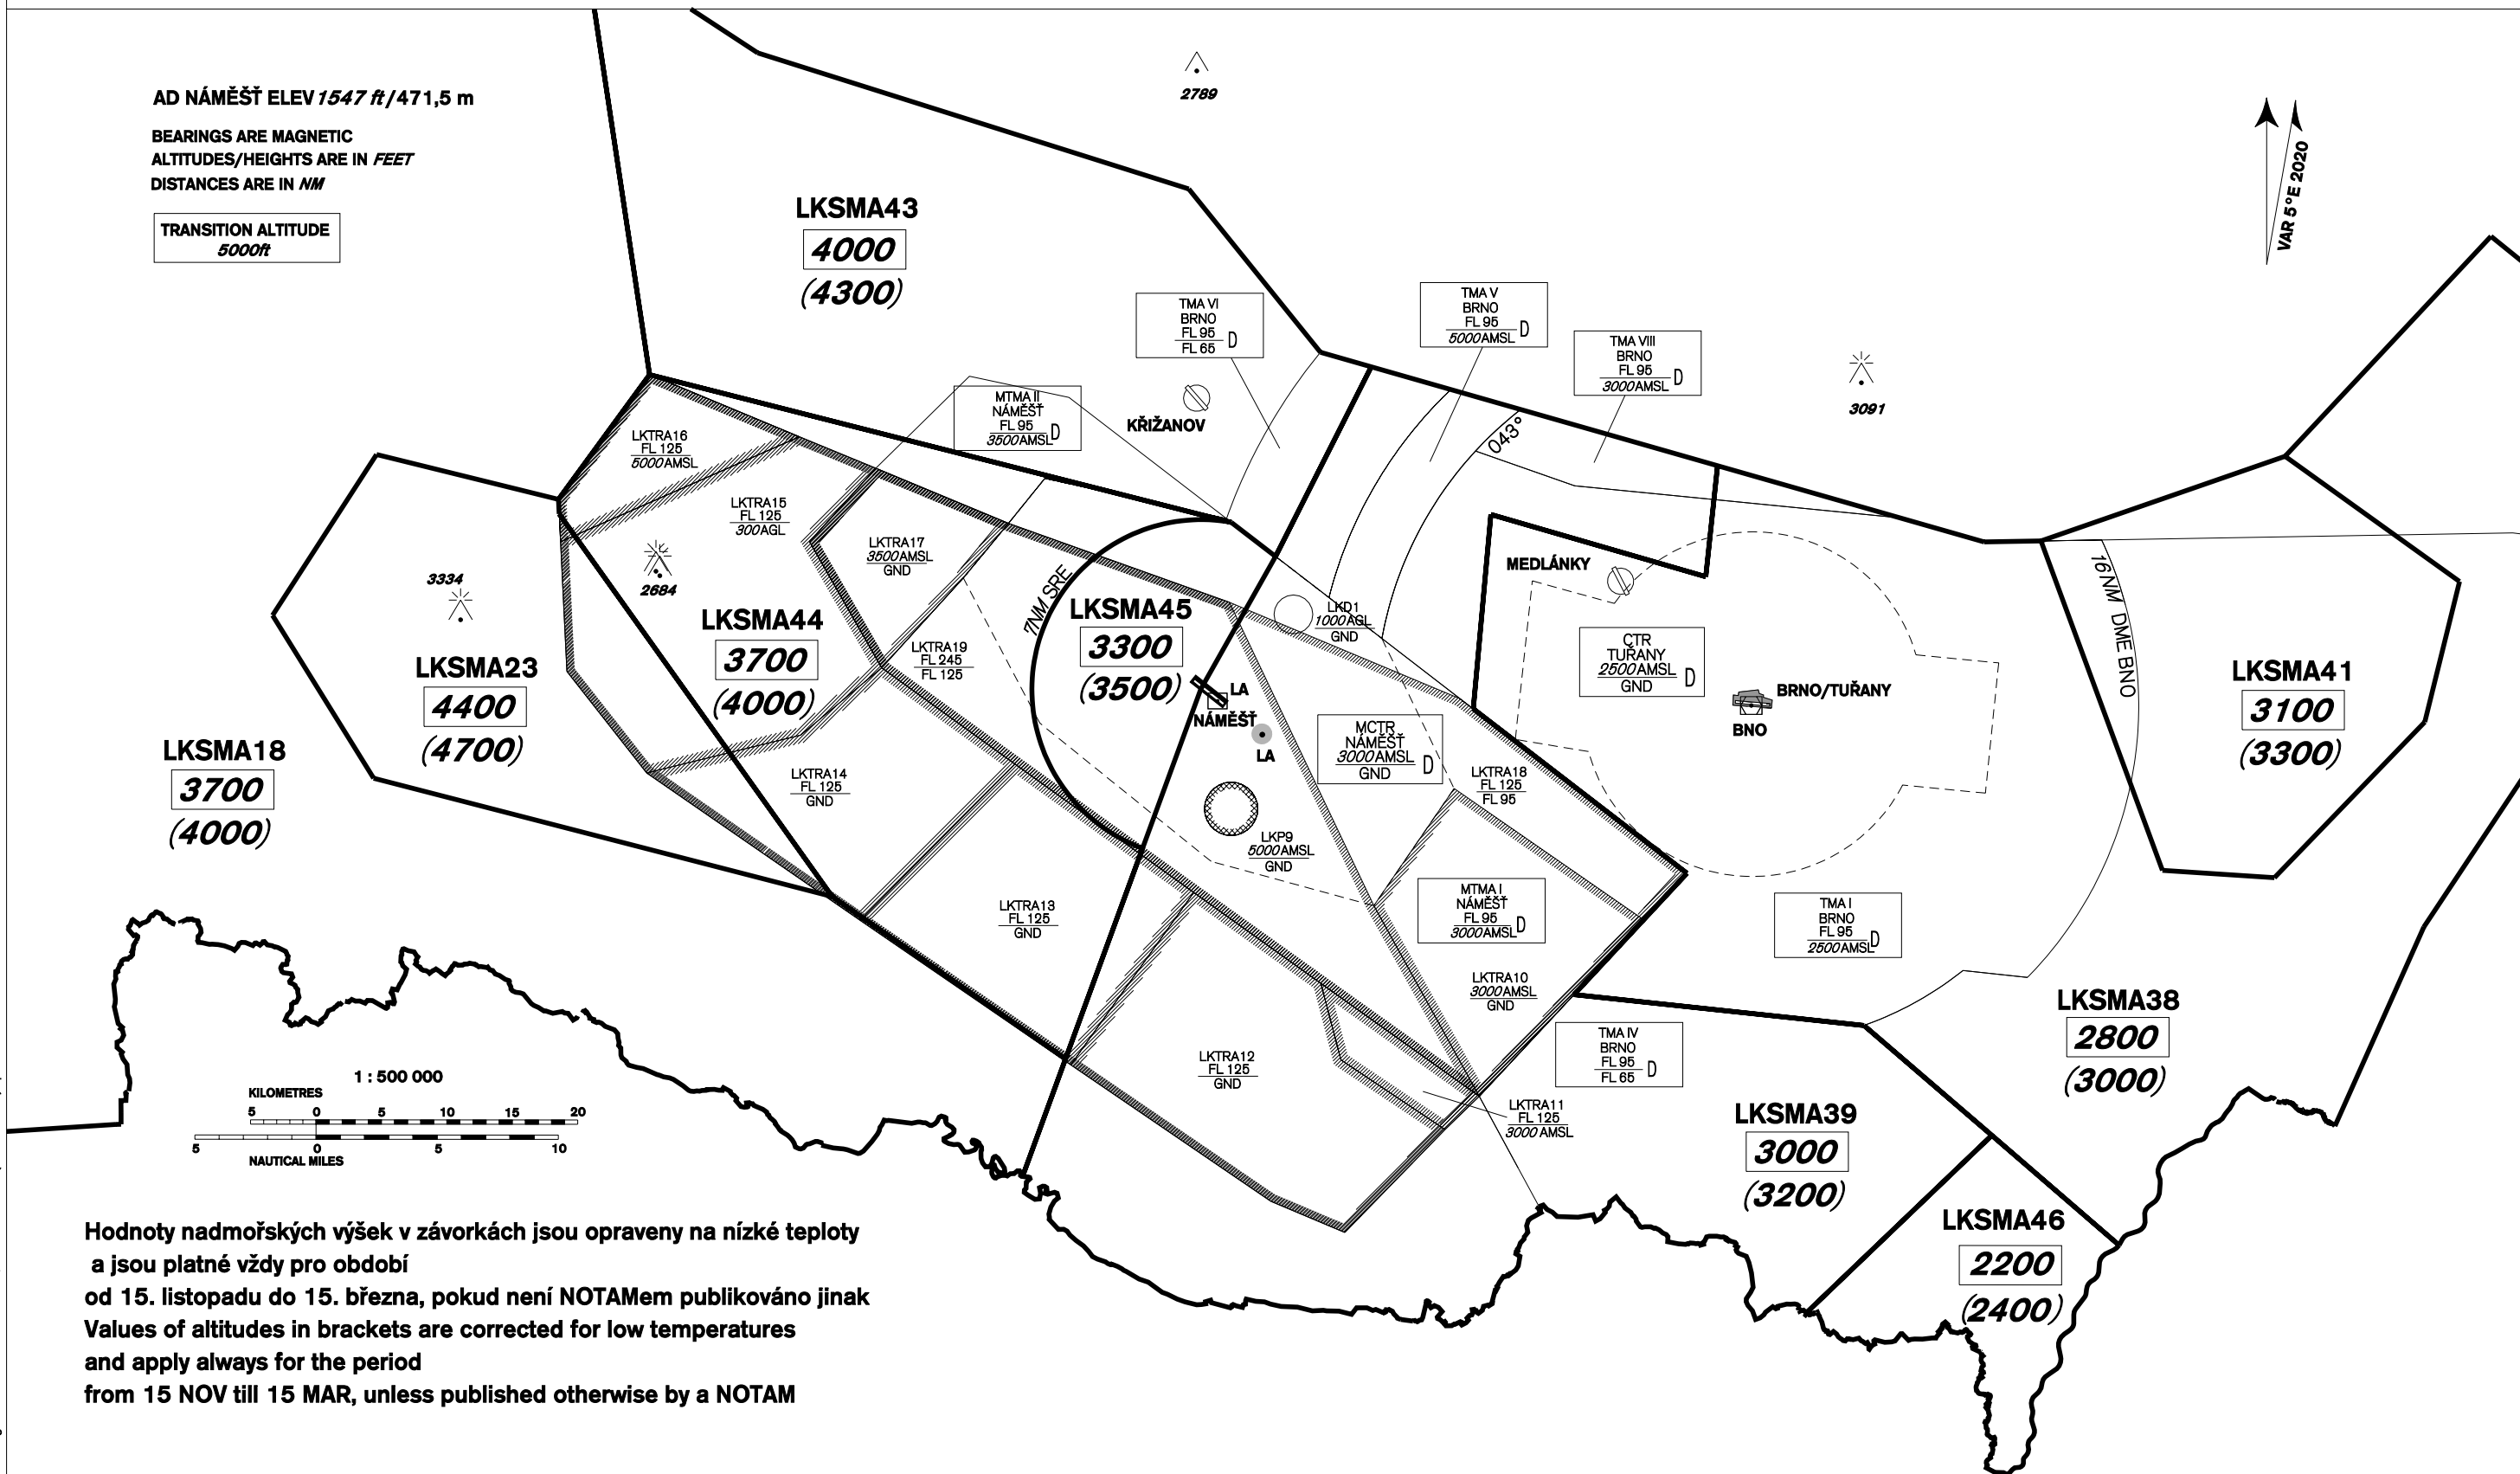 AD NÁMĚŠŤ ELEV 1547 ft/471,5 m
BEARINGS ARE MAGNETIC
ALTITUDES/HEIGHTS ARE IN FEET
DISTANCES ARE IN NM
TRANSITION ALTITUDE
5000ft
2789
VAR 5°E 2020
LKSMA43
4000
(4300)
TMA VI
BRNO
FL 95
FL 65
D
TMA V
BRNO
FL 95
5000AMSL
D
TMA VIII
BRNO
FL 95
3000AMSL
D
3091
043°
MTMA II
NÁMĚŠŤ
FL 95
3500AMSL
D
KŘIŽANOV
LKTRA16
FL 125
5000AMSL
LKTRA15
FL 125
300AGL
LKTRA17
3500AMSL
GND
3334
2684
MEDLÁNKY
7NM SRE
LKSMA45
3300
(3500)
LKD1
1000AGL
GND
16NM DME BNO
LKSMA44
3700
(4000)
LKTRA19
FL 245
FL 125
CTR
TUŘANY
2500AMSL
GND
D
LKSMA23
4400
(4700)
LKSMA41
3100
(3300)
LA
NÁMĚŠŤ
LA
BRNO/TUŘANY
BNO
MCTR
NÁMĚŠŤ
3000AMSL
GND
D
LKSMA18
3700
(4000)
LKTRA14
FL 125
GND
LKTRA18
FL 125
FL 95
LKP9
5000AMSL
GND
LKTRA13
FL 125
GND
MTMA I
NÁMĚŠŤ
FL 95
3000AMSL
D
TMA I
BRNO
FL 95
2500AMSL
D
LKTRA10
3000AMSL
GND
LKSMA38
2800
(3000)
TMA IV
BRNO
FL 95
FL 65
D
LKTRA12
FL 125
GND
LKTRA11
FL 125
3000AMSL
LKSMA39
3000
(3200)
LKSMA46
2200
(2400)
1 : 500 000
KILOMETRES
5 0 5 10 15 20
5 0 5 10
NAUTICAL MILES
Hodnoty nadmořských výšek v závorkách jsou opraveny na nízké teploty
a jsou platné vždy pro období
od 15. listopadu do 15. března, pokud není NOTAMem publikováno jinak
Values of altitudes in brackets are corrected for low temperatures
and apply always for the period
from 15 NOV till 15 MAR, unless published otherwise by a NOTAM